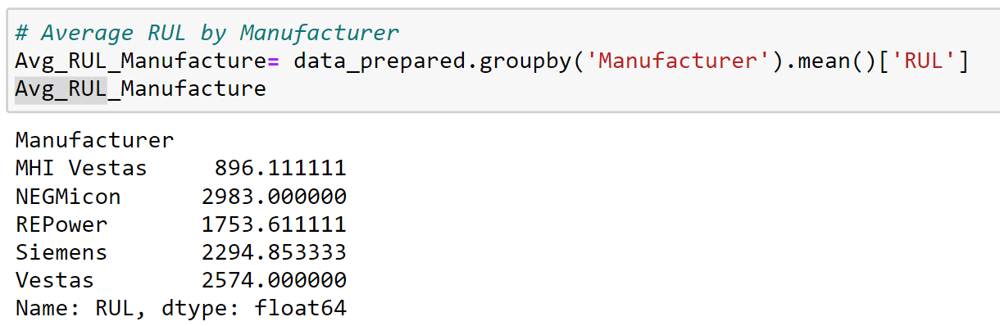 # Average RUL by Manufacturer
Avg_RUL_Manufacture= data_prepared.groupby('Manufacturer').mean()['RUL']
Avg_RUL_Manufacture
Manufacturer
MHI Vestas     896.111111
NEGMicon      2983.000000
REPower       1753.611111
Siemens       2294.853333
Vestas        2574.000000
Name: RUL, dtype: float64